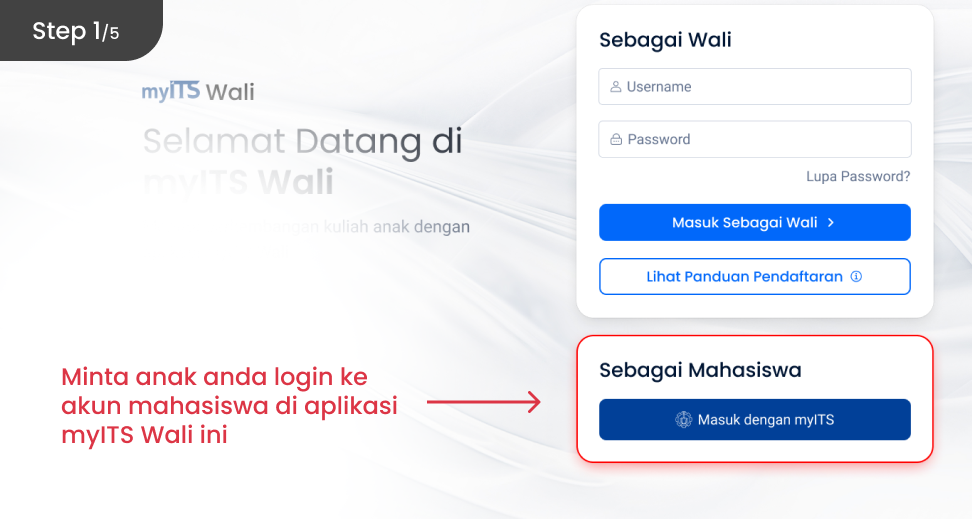 Step 1/5
myITS Wali
Selamat Datang di
myITS Wali
kuliah anak dengan
Sebagai Wali
Username
Password
Lupa Password?
Masuk Sebagai Wali
Lihat Panduan Pendaftaran
Minta anak anda login ke
akun mahasiswa di aplikasi
myITS Wali ini
Sebagai Mahasiswa
Masuk dengan myITS